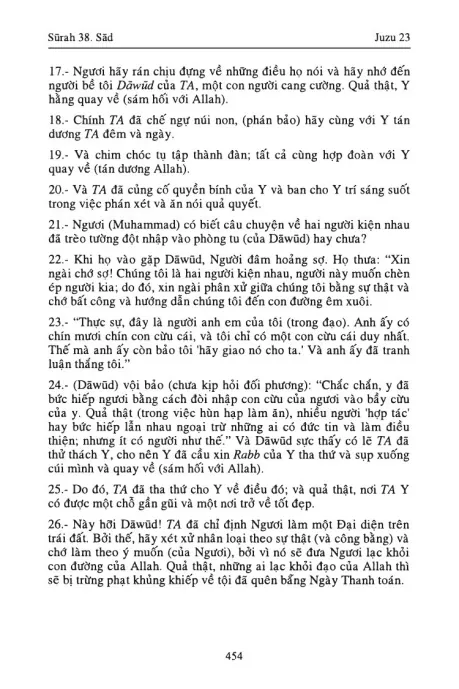 Sūrah 38. Sād
Juzu 23
17.- Ngươi hãy rán chịu đựng về những điều họ nói và hãy nhớ đến
người bề tôi Dāwūd của TA, một con người cang cường. Quả thật, Y
hằng quay về (sám hối với Allah).
18.- Chính TA đã chế ngự núi non, (phán bảo) hãy cùng với Y tán
dương TA đêm và ngày.
19.- Và chim chóc tụ tập thành đàn; tất cả cùng hợp đoàn với Y
quay về (tán dương Allah).
20.- Và TA đã củng cố quyền bính của Y và ban cho Y trí sáng suốt
trong việc phán xét và ăn nói quả quyết.
21.- Ngươi (Muhammad) có biết câu chuyện về hai người kiện nhau
đã trèo tường đột nhập vào phòng tu (của Dāwūd) hay chưa?
22.- Khi họ vào gặp Dāwūd, Người đâm hoảng sợ. Họ thưa: “Xin
ngài chớ sợ! Chúng tôi là hai người kiện nhau, người này muốn chèn
ép người kia; do đó, xin ngài phân xử giữa chúng tôi bằng sự thật và
chớ bất công và hướng dẫn chúng tôi đến con đường êm xuôi.
23.- “Thực sự, đây là người anh em của tôi (trong đạo). Anh ấy có
chín mươi chín con cừu cái, và tôi chỉ có một con cừu cái duy nhất.
Thế mà anh ấy còn bảo tôi 'hãy giao nó cho ta.' Và anh ấy đã tranh
luận thắng tôi.”
24.- (Dāwūd) vội bảo (chưa kịp hỏi đối phương): “Chắc chắn, y đã
bức hiếp ngươi bằng cách đòi nhập con cừu của ngươi vào bầy cừu
của y. Quả thật (trong việc hùn hạp làm ăn), nhiều người 'hợp tác'
hay bức hiếp lẫn nhau ngoại trừ những ai có đức tin và làm điều
thiện; nhưng ít có người như thế.” Và Dāwūd sực thấy có lẽ TA đã
thử thách Y, cho nên Y đã cầu xin Rabb của Y tha thứ và sụp xuống
cúi mình và quay về (sám hối với Allah).
25.- Do đó, TA đã tha thứ cho Y về điều đó; và quả thật, nơi TA Y
có được một chỗ gần gũi và một nơi trở về tốt đẹp.
26.- Này hỡi Dāwūd! TA đã chỉ định Ngươi làm một Đại diện trên
trái đất. Bởi thế, hãy xét xử nhân loại theo sự thật (và công bằng) và
chớ làm theo ý muốn (của Ngươi), bởi vì nó sẽ đưa Ngươi lạc khỏi
con đường của Allah. Quả thật, những ai lạc khỏi đạo của Allah thì
sẽ bị trừng phạt khủng khiếp về tội đã quên bẵng Ngày Thanh toán.
454